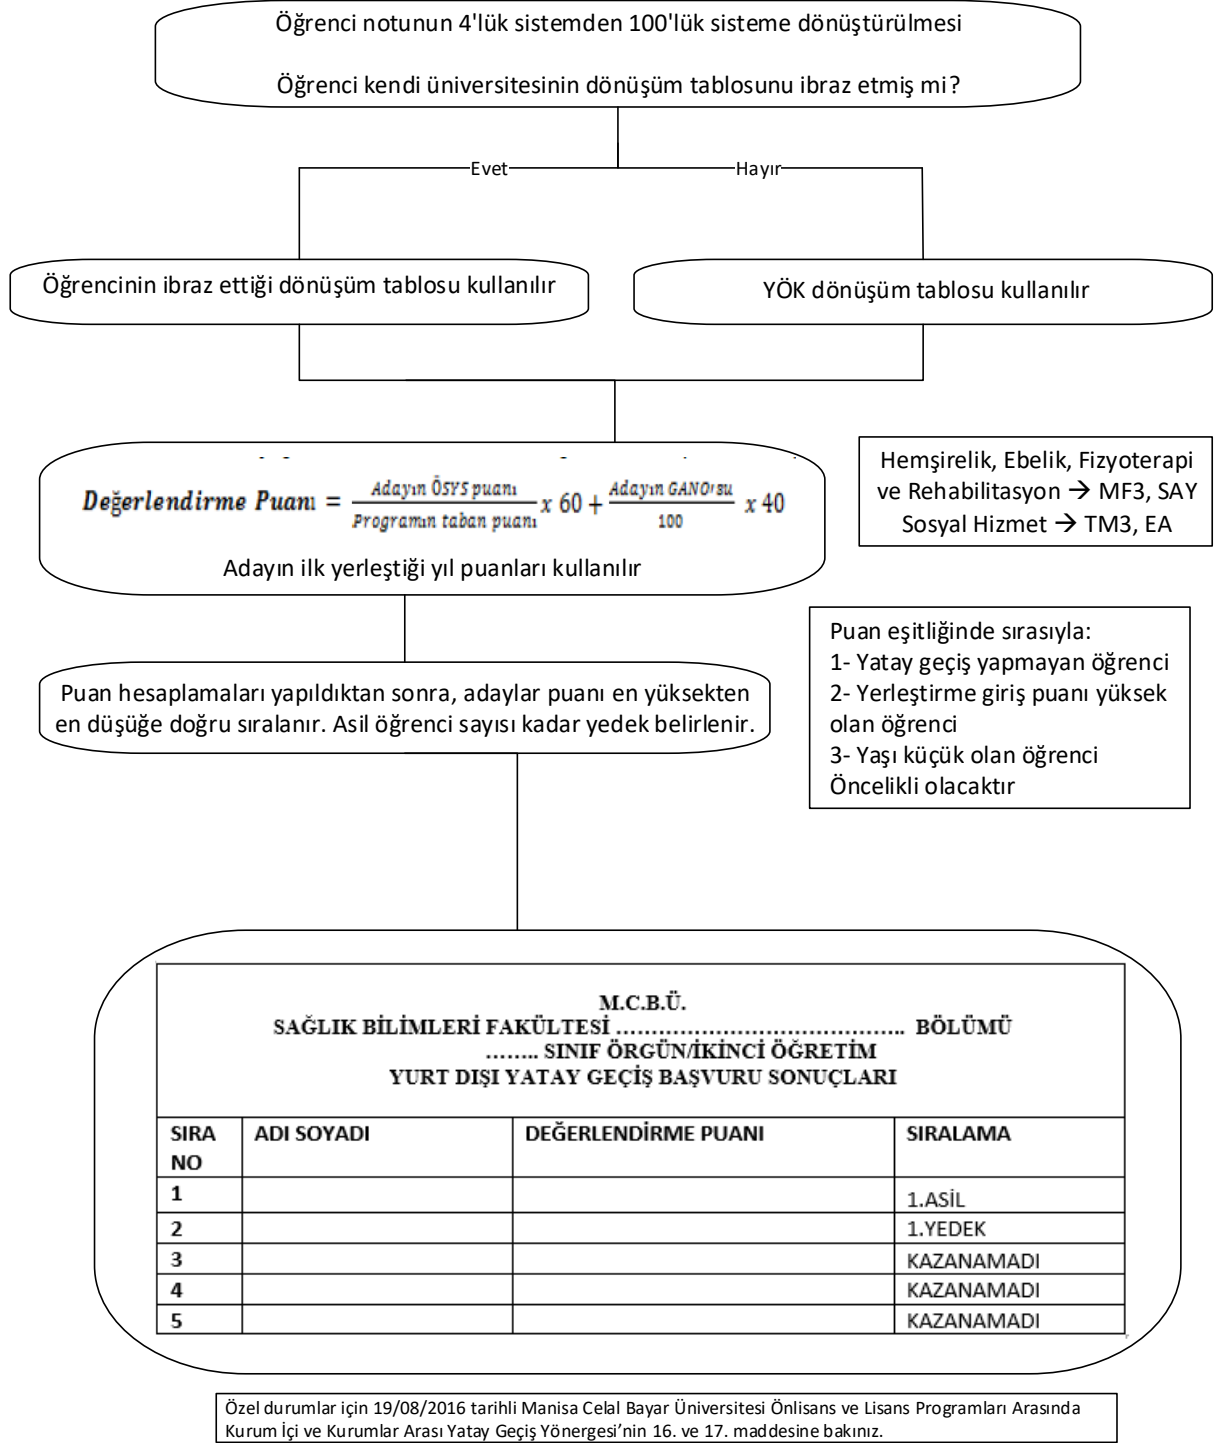 Öğrenci notunun 4'lük sistemden 100'lük sisteme dönüştürülmesi
Öğrenci kendi üniversitesinin dönüşüm tablosunu ibraz etmiş mi?
Evet
Hayır
Öğrencinin ibraz ettiği dönüşüm tablosu kullanılır
YÖK dönüşüm tablosu kullanılır
Değerlendirme Puanı = Adayın ÖSYS puanı / Programın taban puanı x 60 + Adayın GANO'su / 100 x 40
Adayın ilk yerleştiği yıl puanları kullanılır
Hemşirelik, Ebelik, Fizyoterapi
ve Rehabilitasyon → MF3, SAY
Sosyal Hizmet → TM3, EA
Puan eşitliğinde sırasıyla:
1- Yatay geçiş yapmayan öğrenci
2- Yerleştirme giriş puanı yüksek
olan öğrenci
3- Yaşı küçük olan öğrenci
Öncelikli olacaktır
Puan hesaplamaları yapıldıktan sonra, adaylar puanı en yüksekten
en düşüğe doğru sıralanır. Asil öğrenci sayısı kadar yedek belirlenir.
M.C.B.Ü.
SAĞLIK BİLİMLERİ FAKÜLTESİ ………………………………….. BÖLÜMÜ
…….. SINIF ÖRGÜN/İKİNCİ ÖĞRETİM
YURT DIŞI YATAY GEÇİŞ BAŞVURU SONUÇLARI
SIRA NO ADI SOYADI DEĞERLENDİRME PUANI SIRALAMA
1 1.ASİL
2 1.YEDEK
3 KAZANAMADI
4 KAZANAMADI
5 KAZANAMADI
Özel durumlar için 19/08/2016 tarihli Manisa Celal Bayar Üniversitesi Önlisans ve Lisans Programları Arasında
Kurum İçi ve Kurumlar Arası Yatay Geçiş Yönergesi’nin 16. ve 17. maddesine bakınız.